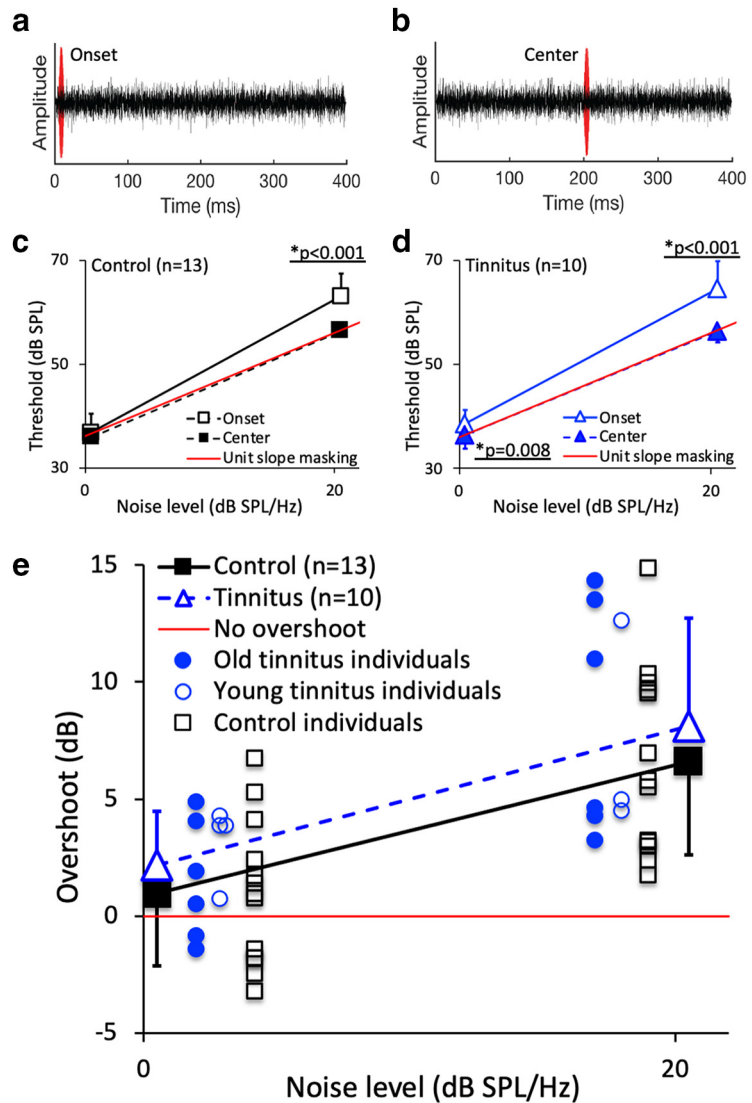 a
Onset
Amplitude
0 100 200 300 400
Time (ms)
b
Center
Amplitude
0 100 200 300 400
Time (ms)
c
70
50
30
Threshold (dB SPL)
Control (n=13)
*p<0.001
Onset
Center
Unit slope masking
0 20
Noise level (dB SPL/Hz)
d
70
50
30
Threshold (dB SPL)
Tinnitus (n=10)
*p<0.001
Onset
Center
Unit slope masking
*p=0.008
0 20
Noise level (dB SPL/Hz)
e
15
10
5
0
-5
Overshoot (dB)
Control (n=13)
Tinnitus (n=10)
No overshoot
Old tinnitus individuals
Young tinnitus individuals
Control individuals
0 20
Noise level (dB SPL/Hz)